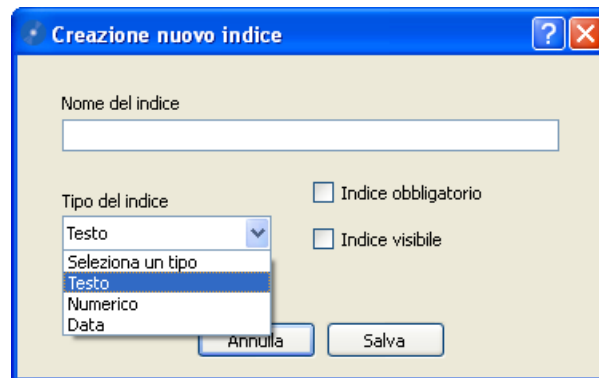 Creazione nuovo indice
Nome del indice
Tipo del indice
Indice obbligatorio
Testo
Indice visibile
Seleziona un tipo
Testo
Numerico
Data
Annulla
Salva